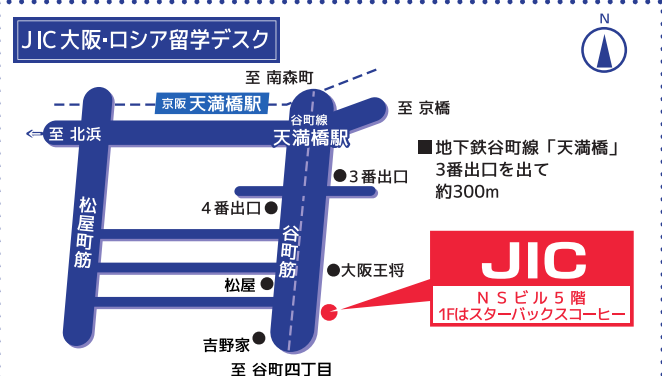 JIC大阪・ロシア留学デスク
N
至 南森町
京阪 天満橋駅
至 京橋
谷町線
天満橋駅
⇦ 至 北浜
■地下鉄谷町線「天満橋」
3番出口を出て
約300m
●3番出口
4番出口●
松屋町筋
谷町筋
●大阪王将
松屋●
JIC
NSビル5階
1Fはスターバックスコーヒー
吉野家●
至 谷町四丁目